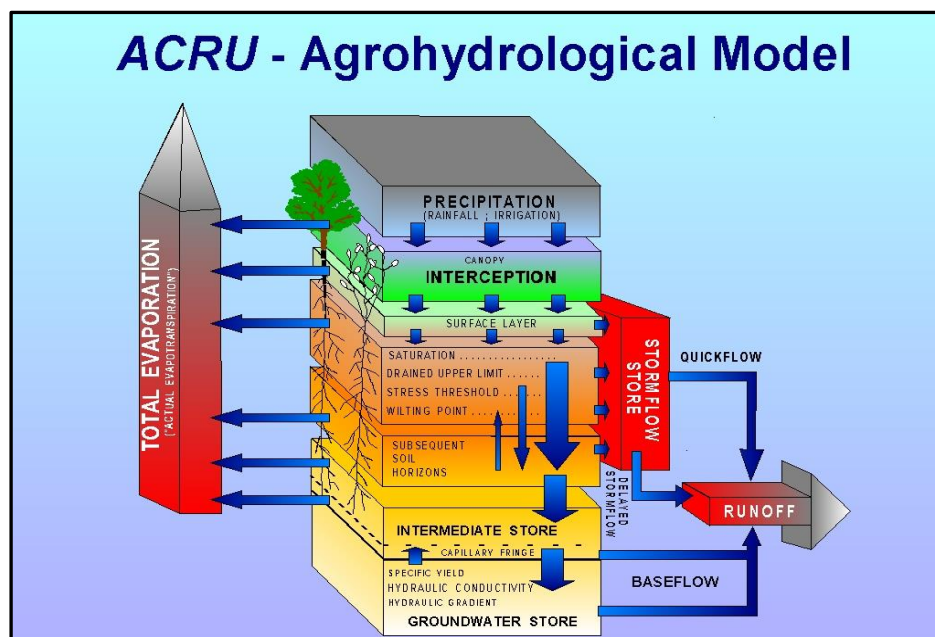 ACRU - Agrohydrological Model
PRECIPITATION
(RAINFALL ; IRRIGATION)
CANOPY
INTERCEPTION
SURFACE LAYER
SATURATION . . . . . . . . . . . . . . . . .
DRAINED UPPER LIMIT . . . . . .
STRESS THRESHOLD . . . . . . .
WILTING POINT . . . . . . . . . . . .
SUBSEQUENT
SOIL
HORIZONS
INTERMEDIATE STORE
CAPILLARY FRINGE
SPECIFIC YIELD
HYDRAULIC CONDUCTIVITY
HYDRAULIC GRADIENT
GROUNDWATER STORE
TOTAL EVAPORATION
("ACTUAL EVAPOTRANSPIRATION")
STORMFLOW
STORE
QUICKFLOW
DELAYED
STORMFLOW
RUNOFF
BASEFLOW